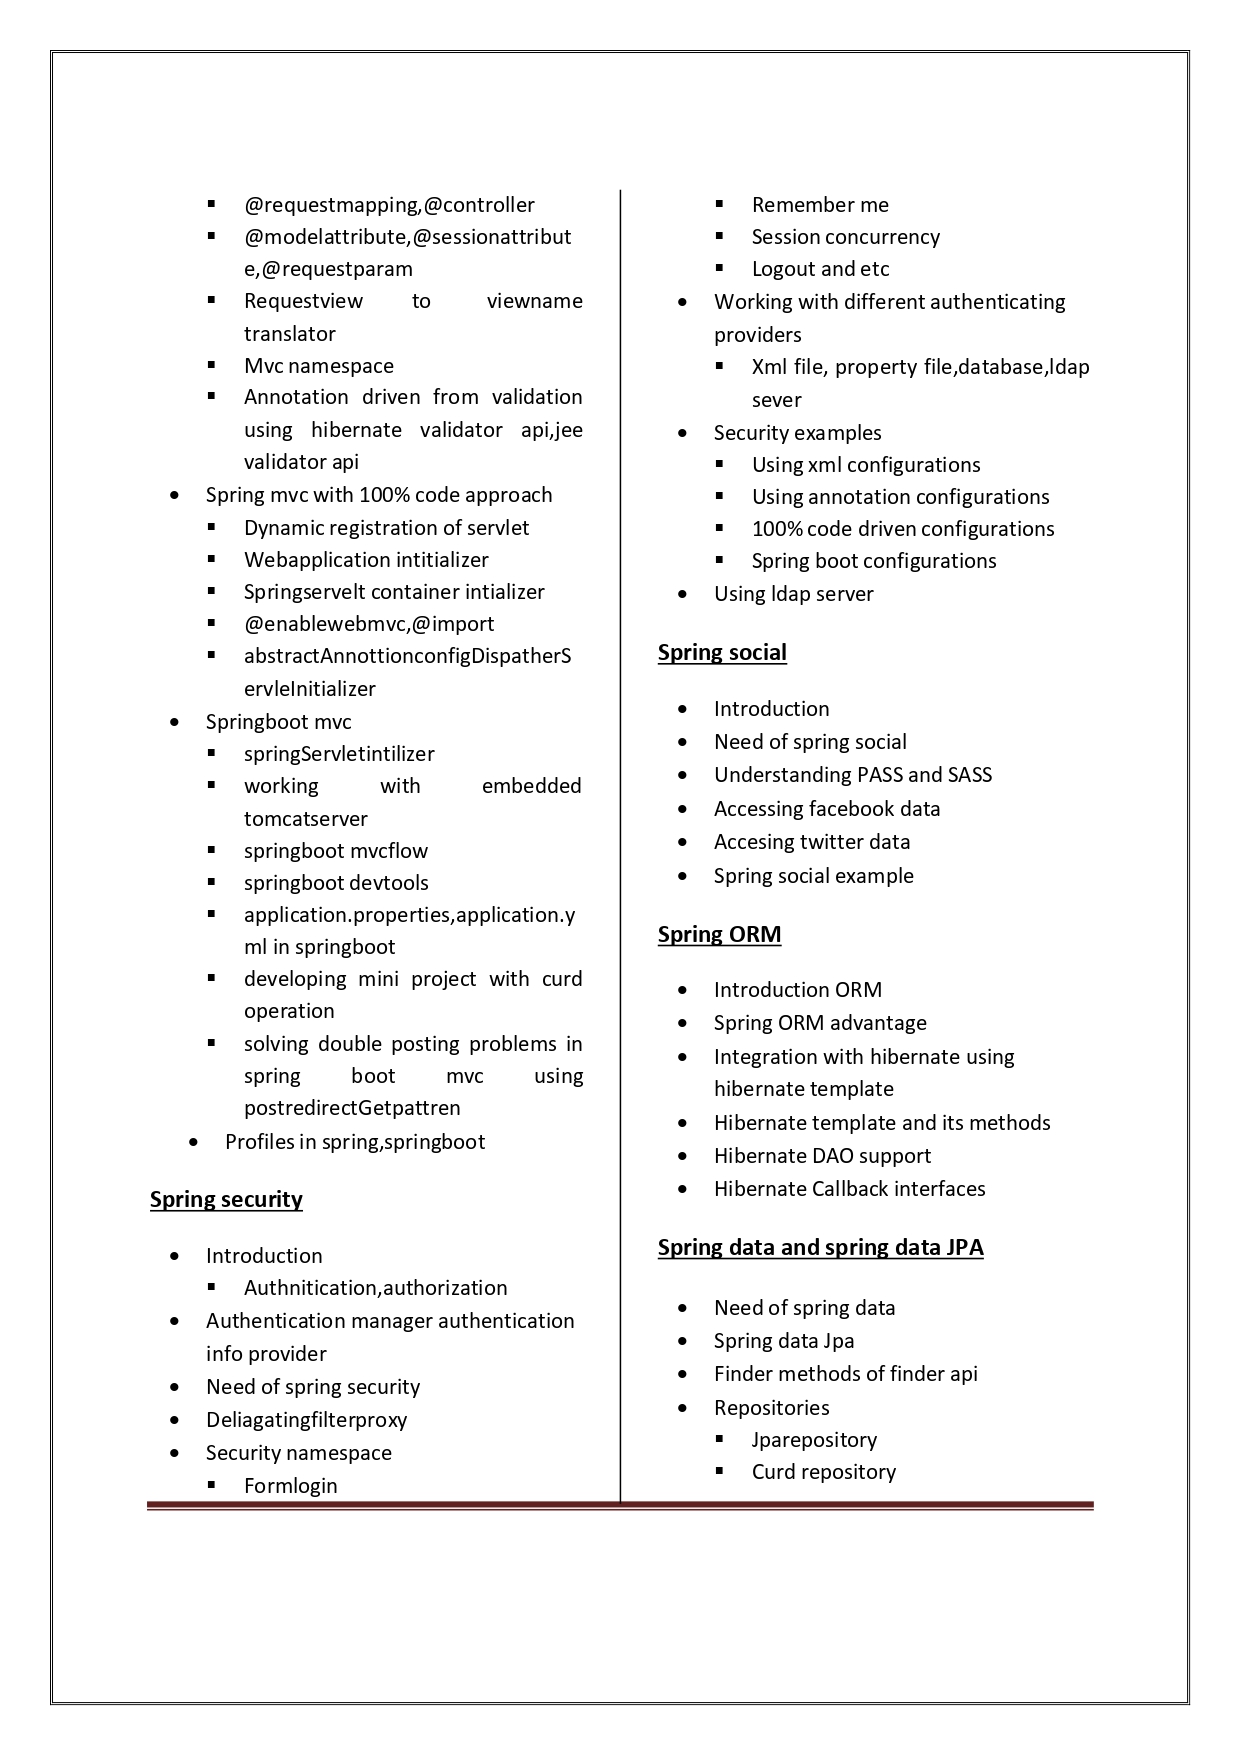 @requestmapping,@controller
@modelattribute,@sessionattribut
e,@requestparam
Requestview to viewname
translator
Mvc namespace
Annotation driven from validation
using hibernate validator api,jee
validator api
Spring mvc with 100% code approach
Dynamic registration of servlet
Webapplication intitializer
Springservelt container intializer
@enablewebmvc,@import
abstractAnnottionconfigDispatherS
ervleInitializer
Springboot mvc
springServletintilizer
working with embedded
tomcatserver
springboot mvcflow
springboot devtools
application.properties,application.y
ml in springboot
developing mini project with curd
operation
solving double posting problems in
spring boot mvc using
postredirectGetpattren
Profiles in spring,springboot
Spring security
Introduction
Authnitication,authorization
Authentication manager authentication
info provider
Need of spring security
Deliagatingfilterproxy
Security namespace
Formlogin
Remember me
Session concurrency
Logout and etc
Working with different authenticating
providers
Xml file, property file,database,ldap
sever
Security examples
Using xml configurations
Using annotation configurations
100% code driven configurations
Spring boot configurations
Using ldap server
Spring social
Introduction
Need of spring social
Understanding PASS and SASS
Accessing facebook data
Accesing twitter data
Spring social example
Spring ORM
Introduction ORM
Spring ORM advantage
Integration with hibernate using
hibernate template
Hibernate template and its methods
Hibernate DAO support
Hibernate Callback interfaces
Spring data and spring data JPA
Need of spring data
Spring data Jpa
Finder methods of finder api
Repositories
Jparepository
Curd repository